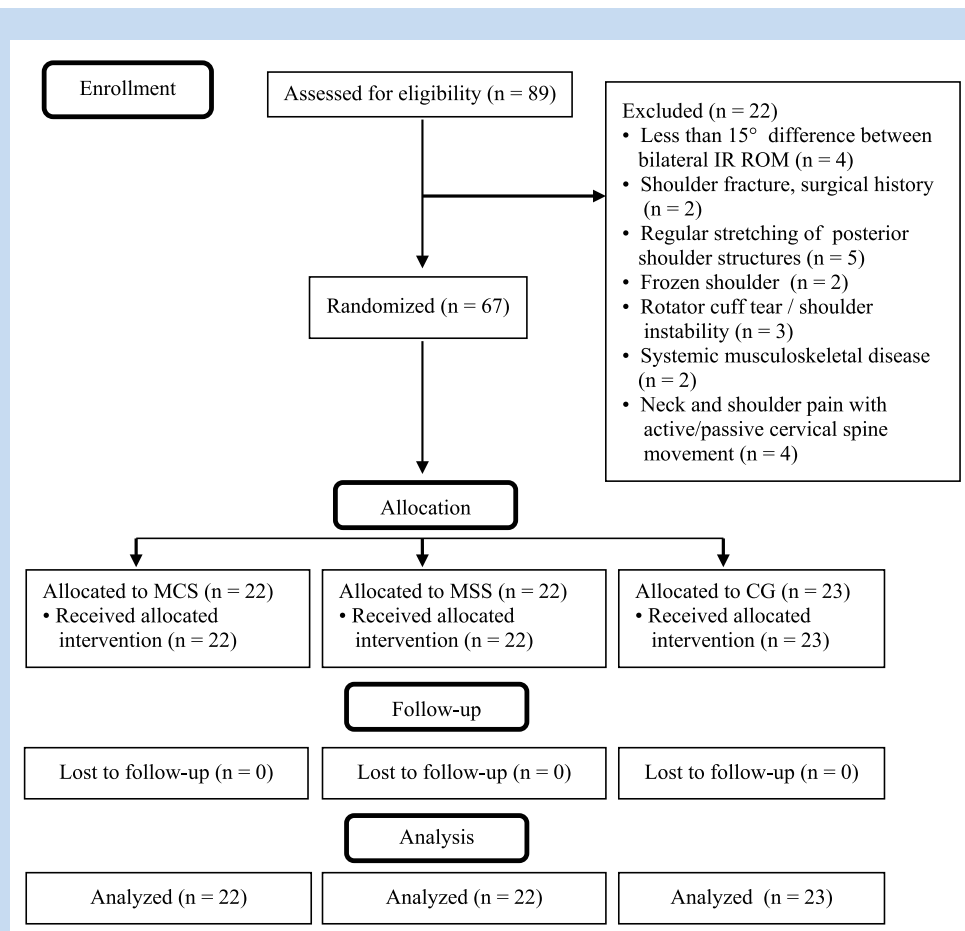 Enrollment
Assessed for eligibility (n = 89)
Excluded (n = 22)
• Less than 15° difference between
bilateral IR ROM (n = 4)
• Shoulder fracture, surgical history
(n = 2)
• Regular stretching of posterior
shoulder structures (n = 5)
• Frozen shoulder (n = 2)
• Rotator cuff tear / shoulder
instability (n = 3)
• Systemic musculoskeletal disease
(n = 2)
• Neck and shoulder pain with
active/passive cervical spine
movement (n = 4)
Randomized (n = 67)
Allocation
Allocated to MCS (n = 22)
• Received allocated
intervention (n = 22)
Allocated to MSS (n = 22)
• Received allocated
intervention (n = 22)
Allocated to CG (n = 23)
• Received allocated
intervention (n = 23)
Follow-up
Lost to follow-up (n = 0)
Lost to follow-up (n = 0)
Lost to follow-up (n = 0)
Analysis
Analyzed (n = 22)
Analyzed (n = 22)
Analyzed (n = 23)